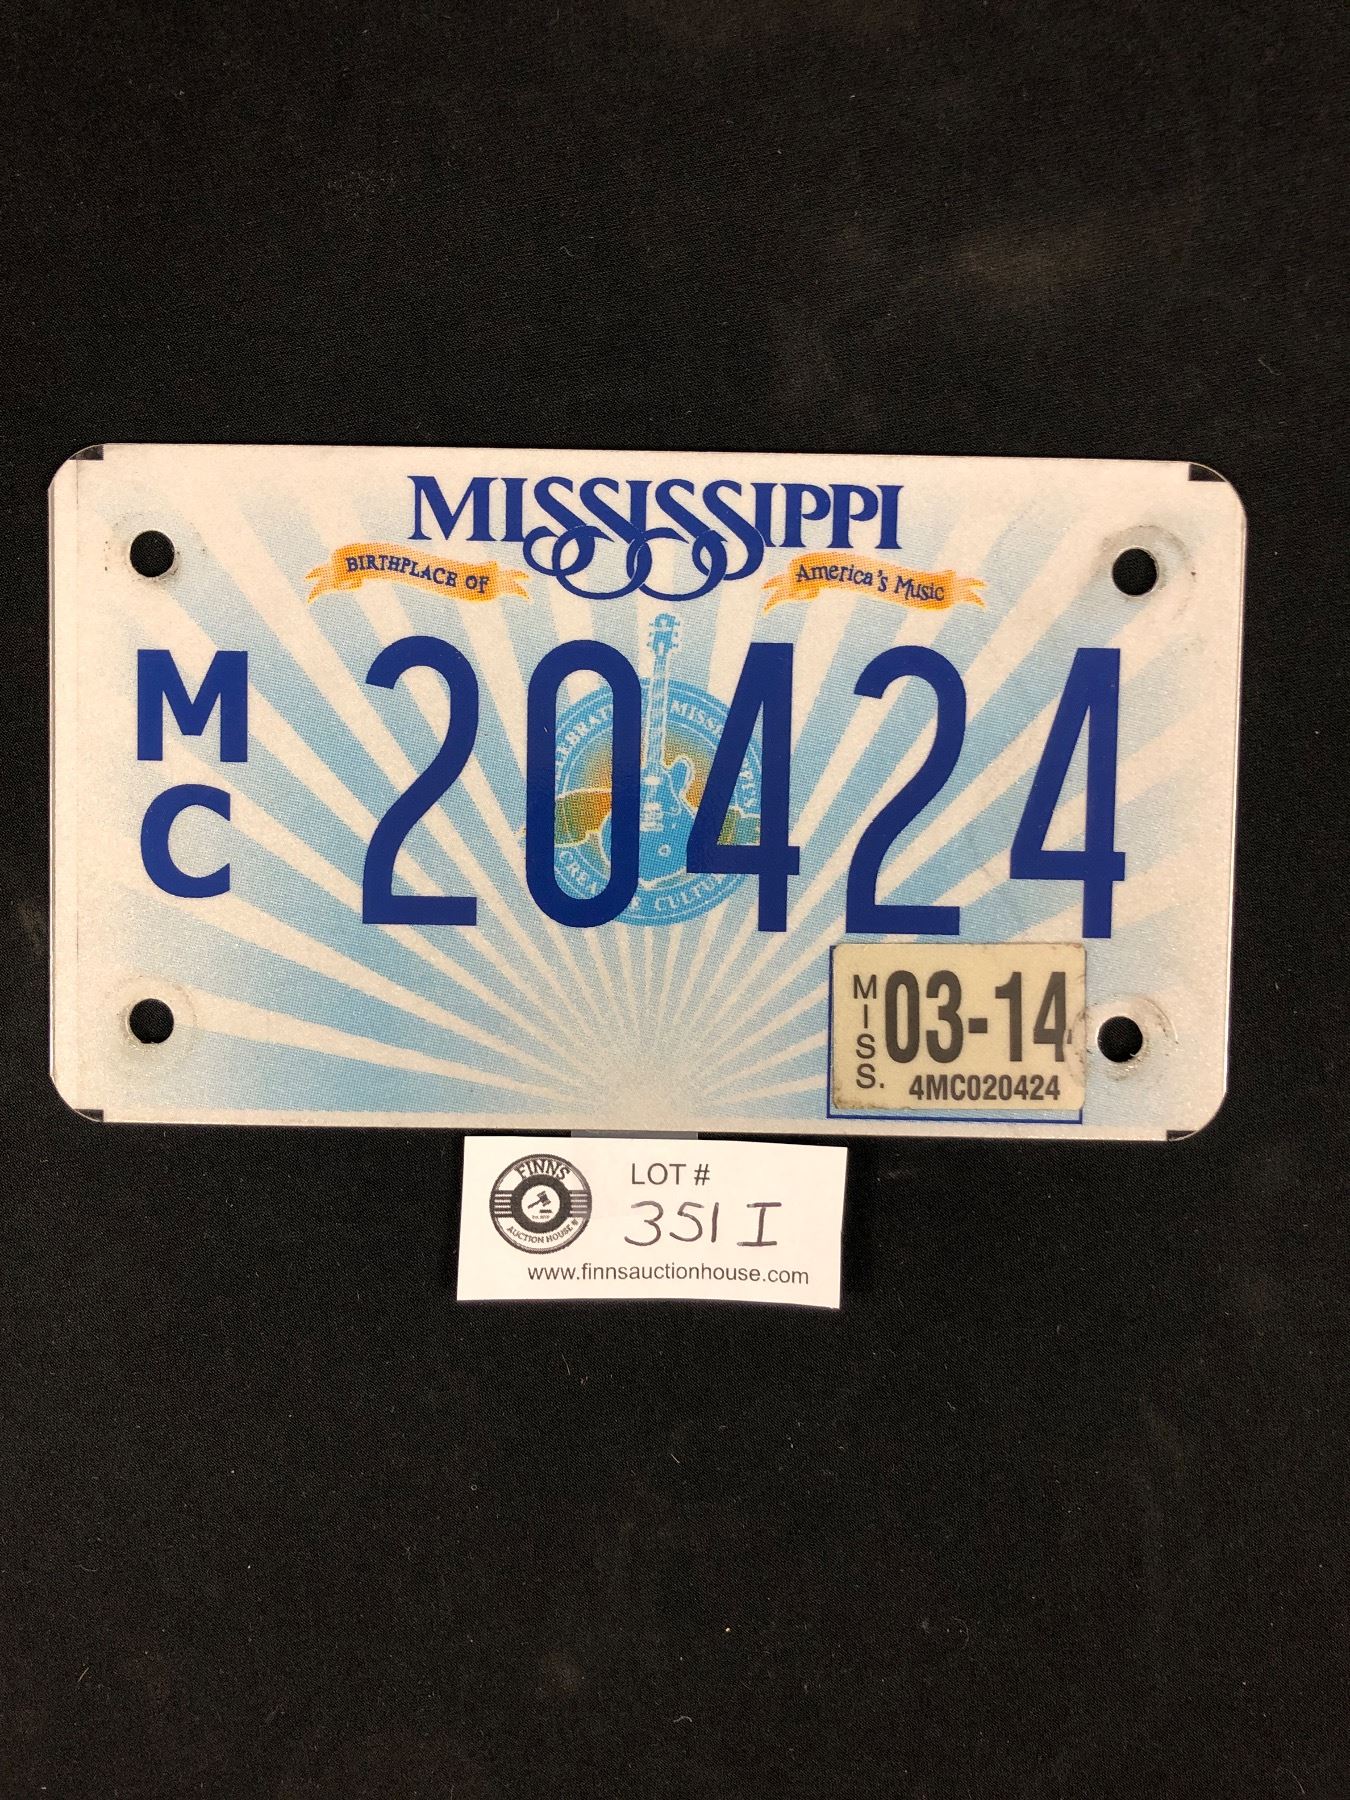 MISSISSIPPI
BIRTHPLACE OF America's Music
MC 20424
MISS. 03-14
4MC020424
FINNS
AUCTION HOUSE
LOT #
351 I
www.finnsauctionhouse.com